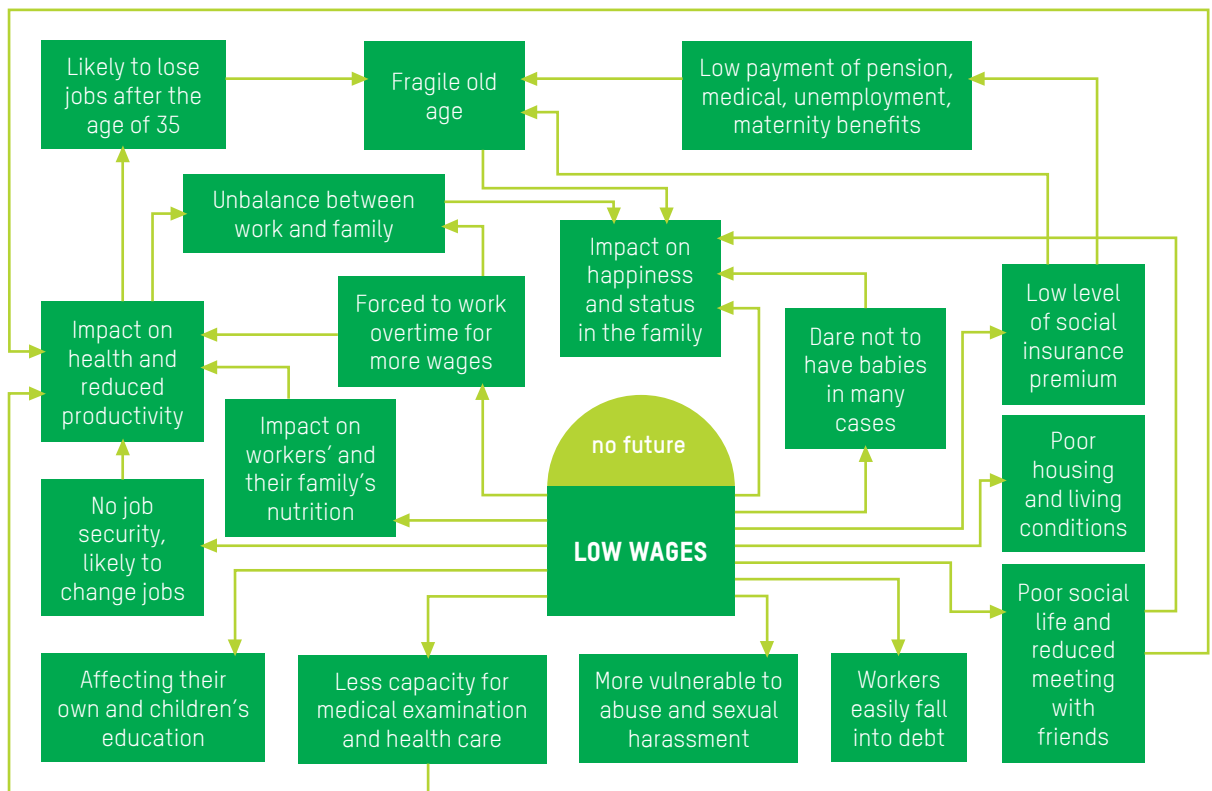 Likely to lose
jobs after the
age of 35
Fragile old
age
Low payment of pension,
medical, unemployment,
maternity benefits
Unbalance between
work and family
Impact on
happiness
and status
in the family
Low level
of social
insurance
premium
Impact on
health and
reduced
productivity
Forced to work
overtime for
more wages
Dare not to
have babies
in many
cases
Impact on
workers’ and
their family’s
nutrition
no future
Poor
housing
and living
conditions
No job
security,
likely to
change jobs
LOW WAGES
Poor social
life and
reduced
meeting
with
friends
Affecting their
own and children’s
education
Less capacity for
medical examination
and health care
More vulnerable to
abuse and sexual
harassment
Workers
easily fall
into debt